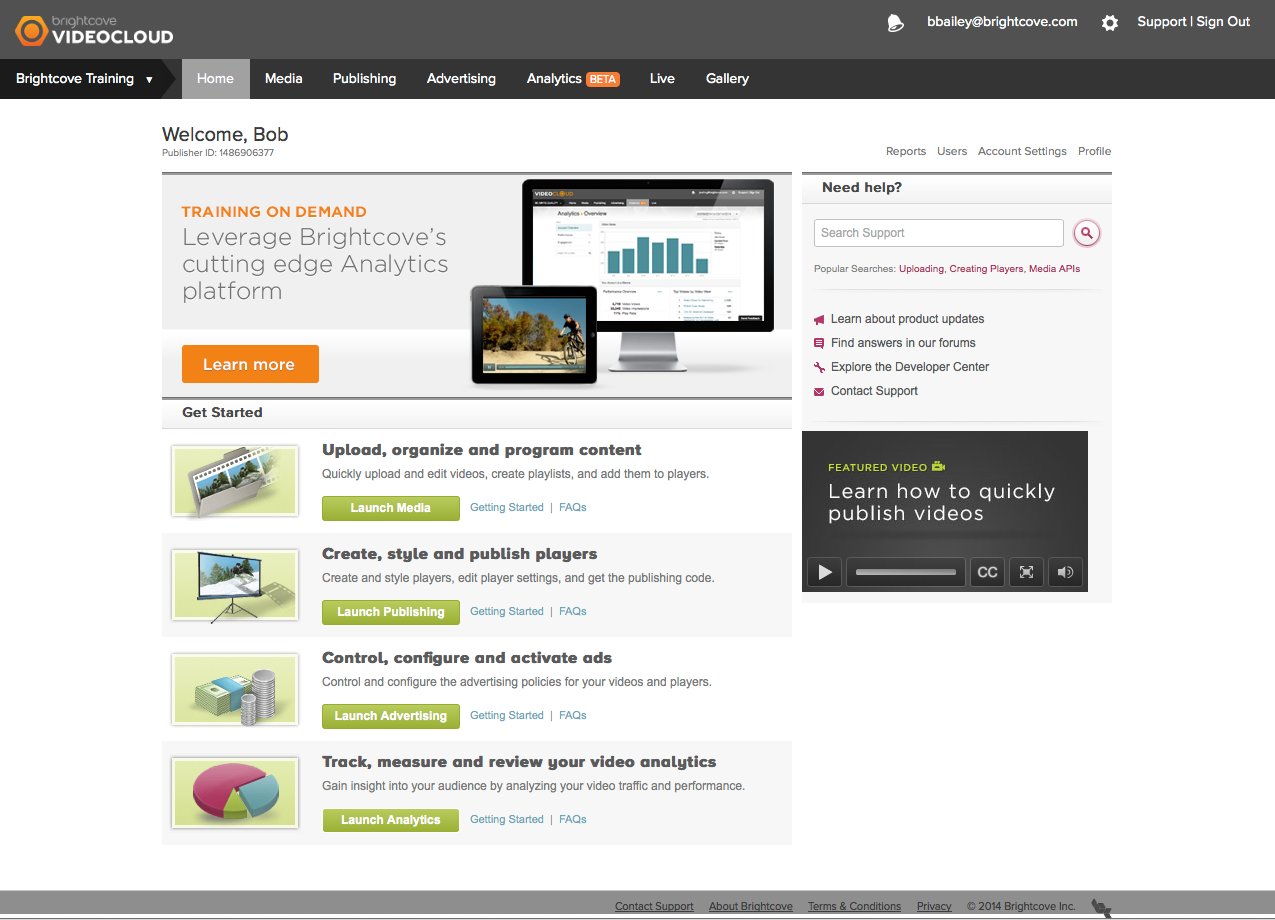 brightcove
VIDEOCLOUD
bbailey@brightcove.com
Support | Sign Out
Brightcove Training
Home
Media
Publishing
Advertising
Analytics BETA
Live
Gallery
Welcome, Bob
Publisher ID: 1486906377
Reports
Users
Account Settings
Profile
TRAINING ON DEMAND
Leverage Brightcove's
cutting edge Analytics
platform
Learn more
VIDEOCLOUD
Analytics - Overview
Need help?
Search Support
Popular Searches: Uploading, Creating Players, Media APIs
Learn about product updates
Find answers in our forums
Explore the Developer Center
Contact Support
FEATURED VIDEO
Learn how to quickly
publish videos
CC
Get Started
Upload, organize and program content
Quickly upload and edit videos, create playlists, and add them to players.
Launch Media
Getting Started | FAQs
Create, style and publish players
Create and style players, edit player settings, and get the publishing code.
Launch Publishing
Getting Started | FAQs
Control, configure and activate ads
Control and configure the advertising policies for your videos and players.
Launch Advertising
Getting Started | FAQs
Track, measure and review your video analytics
Gain insight into your audience by analyzing your video traffic and performance.
Launch Analytics
Getting Started | FAQs
Contact Support
About Brightcove
Terms & Conditions
Privacy
© 2014 Brightcove Inc.